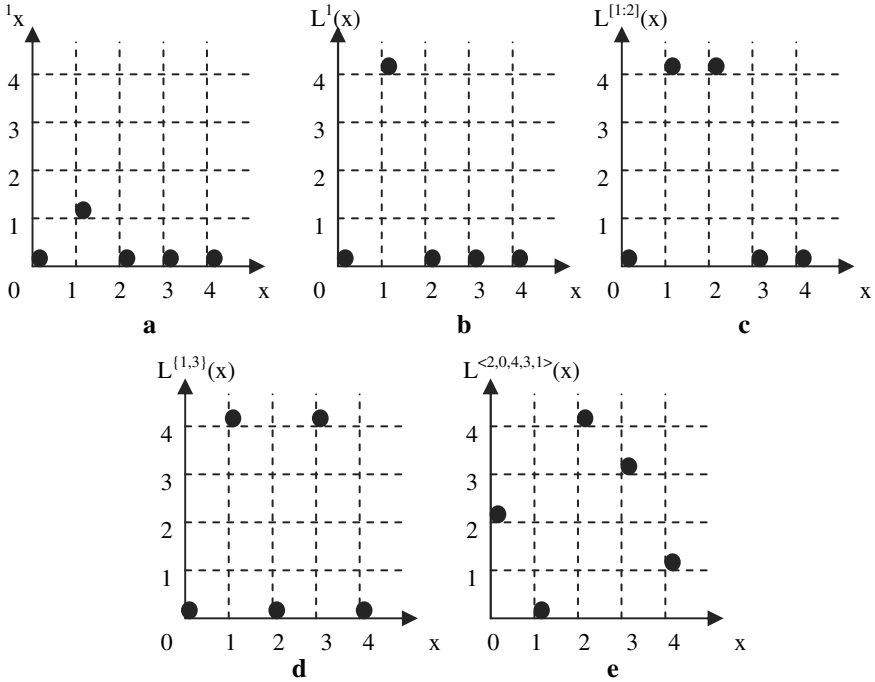 ¹x L¹(x) L^[1:2](x)
4 4 4
3 3 3
2 2 2
1 1 1
0 1 2 3 4 x 0 1 2 3 4 x 0 1 2 3 4 x
a b c
L^{1,3}(x) L^<2,0,4,3,1>(x)
4 4
3 3
2 2
1 1
0 1 2 3 4 x 0 1 2 3 4 x
d e